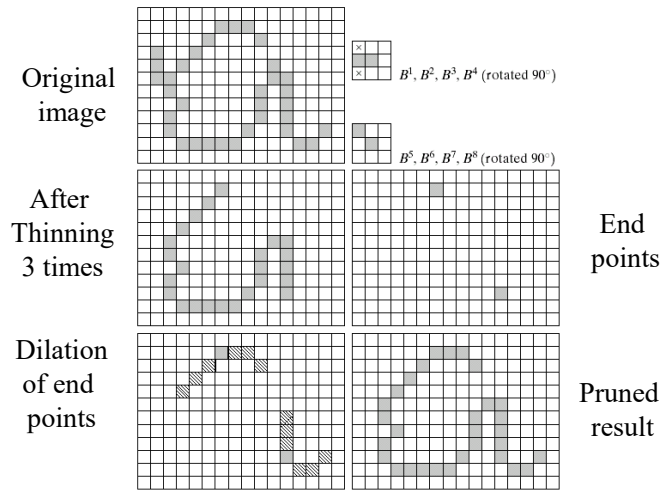 Original
image
×
×
B¹, B², B³, B⁴ (rotated 90°)
B⁵, B⁶, B⁷, B⁸ (rotated 90°)
After
Thinning
3 times
End
points
Dilation
of end
points
Pruned
result